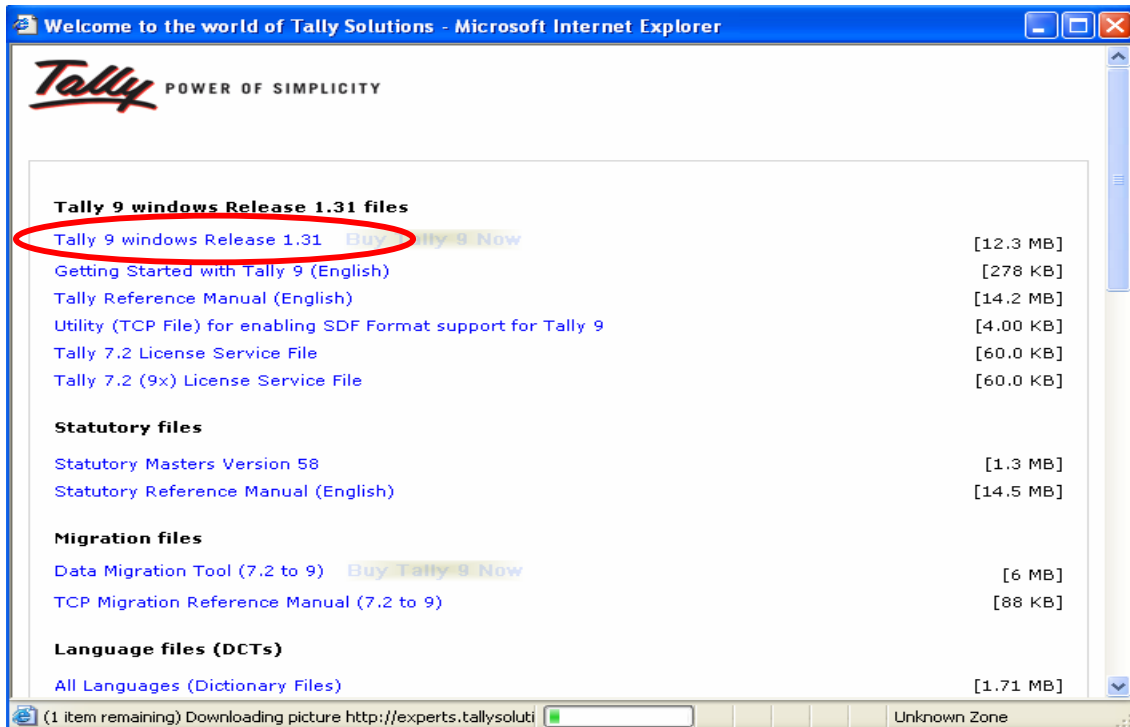 Welcome to the world of Tally Solutions - Microsoft Internet Explorer
Tally POWER OF SIMPLICITY
Tally 9 windows Release 1.31 files
Tally 9 windows Release 1.31 Buy Tally 9 Now [12.3 MB]
Getting Started with Tally 9 (English) [278 KB]
Tally Reference Manual (English) [14.2 MB]
Utility (TCP File) for enabling SDF Format support for Tally 9 [4.00 KB]
Tally 7.2 License Service File [60.0 KB]
Tally 7.2 (9x) License Service File [60.0 KB]
Statutory files
Statutory Masters Version 58 [1.3 MB]
Statutory Reference Manual (English) [14.5 MB]
Migration files
Data Migration Tool (7.2 to 9) Buy Tally 9 Now [6 MB]
TCP Migration Reference Manual (7.2 to 9) [88 KB]
Language files (DCTs)
All Languages (Dictionary Files) [1.71 MB]
(1 item remaining) Downloading picture http://experts.tallysoluti Unknown Zone